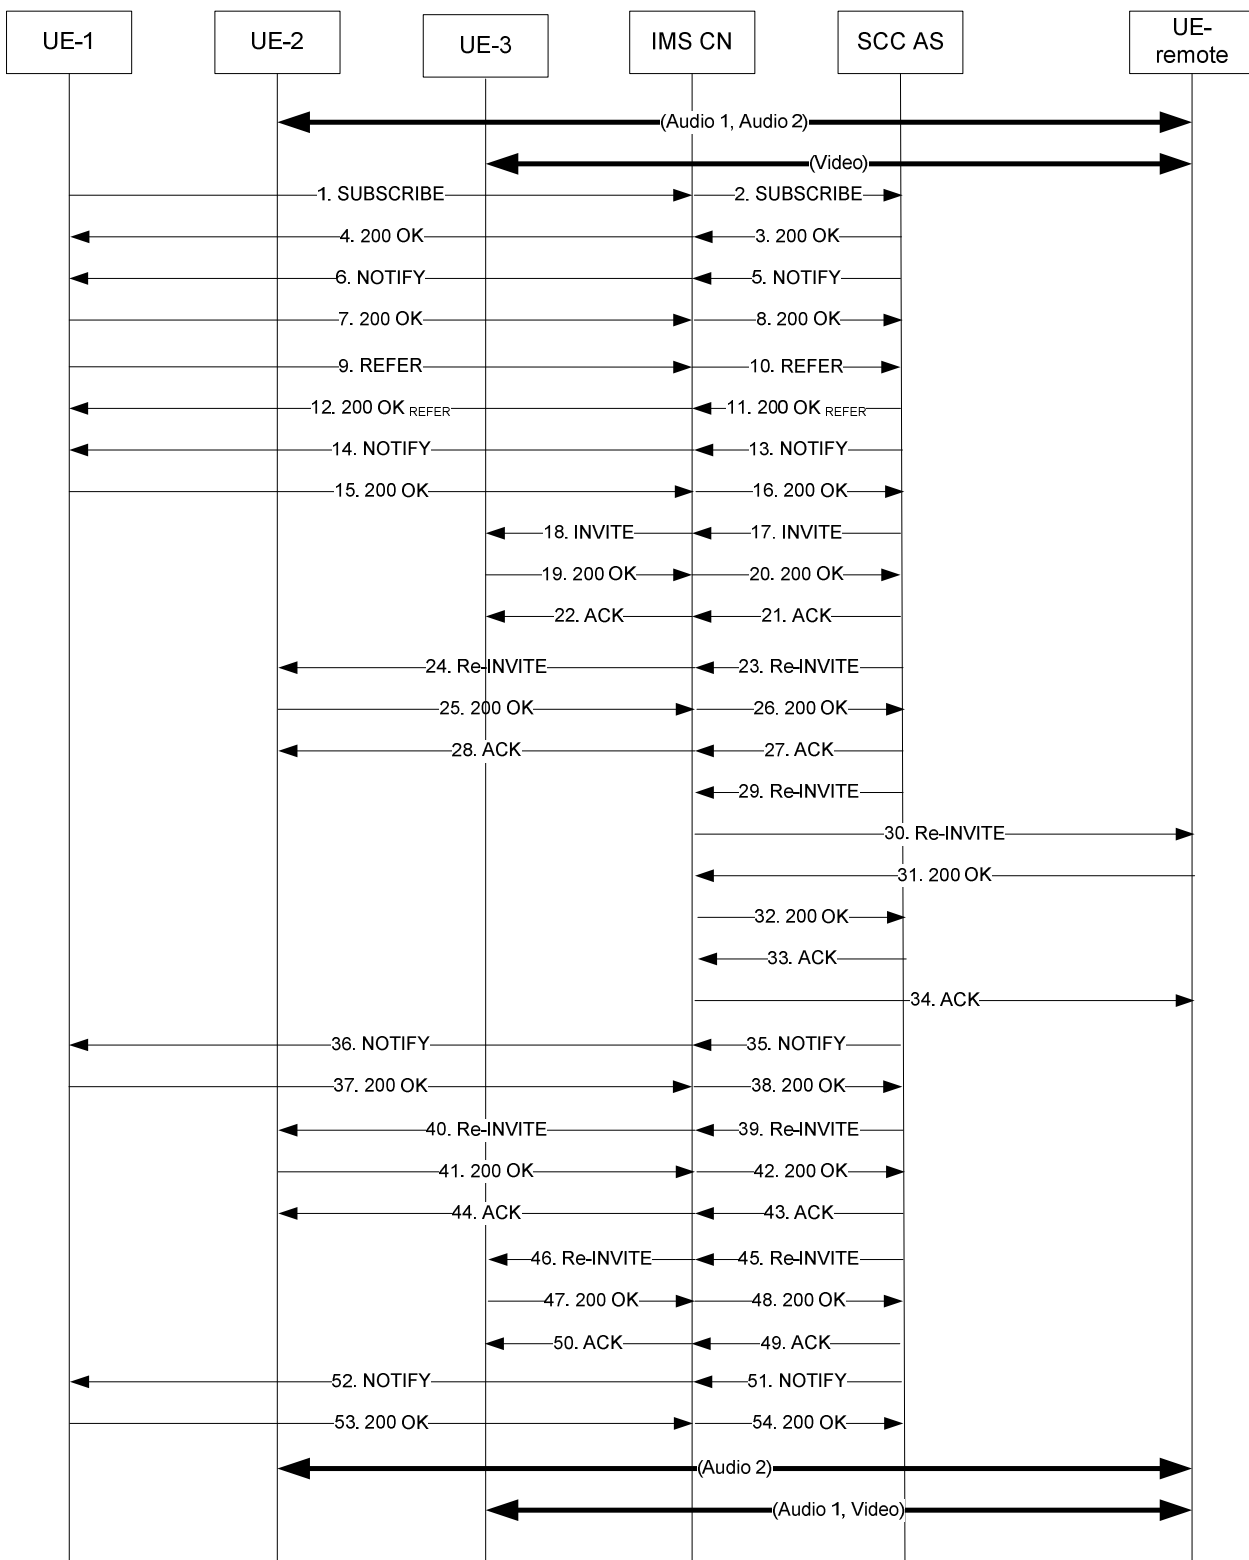 UE-1
UE-2
UE-3
IMS CN
SCC AS
UE-
remote
(Audio 1, Audio 2)
(Video)
1. SUBSCRIBE
2. SUBSCRIBE
4. 200 OK
3. 200 OK
6. NOTIFY
5. NOTIFY
7. 200 OK
8. 200 OK
9. REFER
10. REFER
12. 200 OK REFER
11. 200 OK REFER
14. NOTIFY
13. NOTIFY
15. 200 OK
16. 200 OK
18. INVITE
17. INVITE
19. 200 OK
20. 200 OK
22. ACK
21. ACK
24. Re-INVITE
23. Re-INVITE
25. 200 OK
26. 200 OK
28. ACK
27. ACK
29. Re-INVITE
30. Re-INVITE
31. 200 OK
32. 200 OK
33. ACK
34. ACK
36. NOTIFY
35. NOTIFY
37. 200 OK
38. 200 OK
40. Re-INVITE
39. Re-INVITE
41. 200 OK
42. 200 OK
44. ACK
43. ACK
46. Re-INVITE
45. Re-INVITE
47. 200 OK
48. 200 OK
50. ACK
49. ACK
52. NOTIFY
51. NOTIFY
53. 200 OK
54. 200 OK
(Audio 2)
(Audio 1, Video)